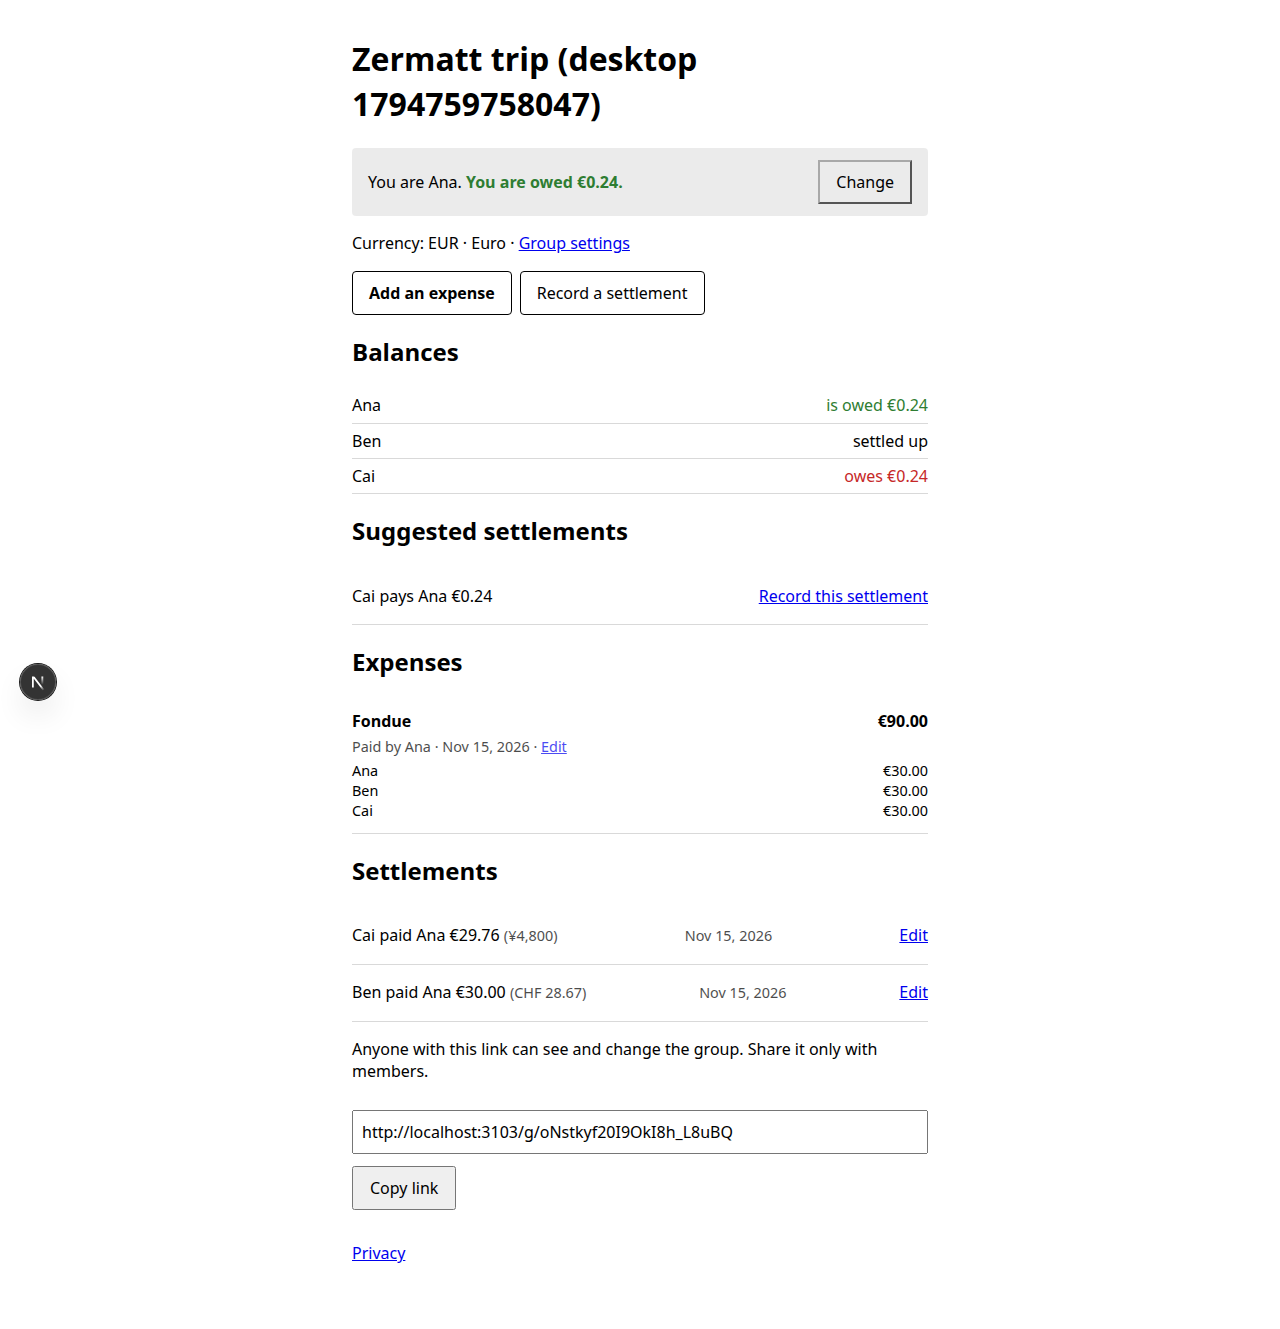 Zermatt trip (desktop
1794759758047)
You are Ana. You are owed €0.24.
Change
Currency: EUR · Euro · Group settings
Add an expense
Record a settlement
Balances
Ana is owed €0.24
Ben settled up
Cai owes €0.24
Suggested settlements
Cai pays Ana €0.24 Record this settlement
Expenses
Fondue €90.00
Paid by Ana · Nov 15, 2026 · Edit
Ana €30.00
Ben €30.00
Cai €30.00
Settlements
Cai paid Ana €29.76 (¥4,800) Nov 15, 2026 Edit
Ben paid Ana €30.00 (CHF 28.67) Nov 15, 2026 Edit
Anyone with this link can see and change the group. Share it only with
members.
http://localhost:3103/g/oNstkyf20I9OkI8h_L8uBQ
Copy link
Privacy
N